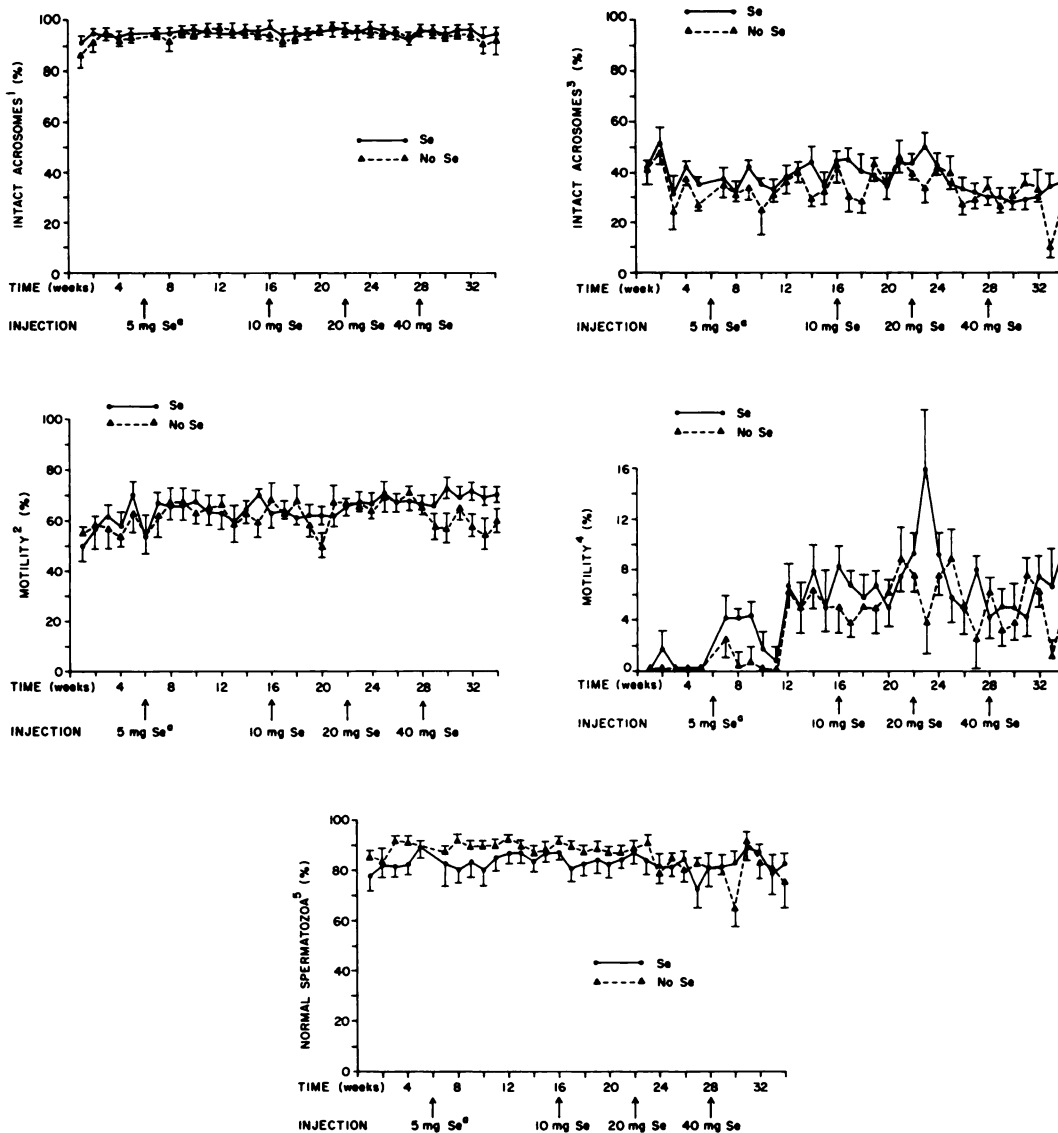 INTACT ACROSOMES¹ (%)
100
80
60
40
20
0
Se
No Se
TIME (weeks) 4 8 12 16 20 24 28 32
INJECTION 5 mg Seᵃ 10 mg Se 20 mg Se 40 mg Se
Se
No Se
INTACT ACROSOMES³ (%)
100
80
60
40
20
0
TIME (week) 4 8 12 16 20 24 28 32
INJECTION 5 mg Seᵃ 10 mg Se 20 mg Se 40 mg Se
MOTILITY² (%)
100
80
60
40
20
0
Se
No Se
TIME (weeks) 4 8 12 16 20 24 28 32
INJECTION 5 mg Seᵃ 10 mg Se 20 mg Se 40 mg Se
Se
No Se
MOTILITY⁴ (%)
16
12
8
4
0
TIME (weeks) 4 8 12 16 20 24 28 32
INJECTION 5 mg Seᵃ 10 mg Se 20 mg Se 40 mg Se
NORMAL SPERMATOZOA⁵ (%)
100
80
60
40
20
0
Se
No Se
TIME (weeks) 4 8 12 16 20 24 28 32
INJECTION 5 mg Seᵃ 10 mg Se 20 mg Se 40 mg Se